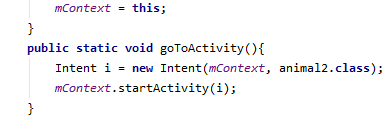 mContext = this;
}
public static void goToActivity(){
Intent i = new Intent(mContext, animal2.class);
mContext.startActivity(i);
}